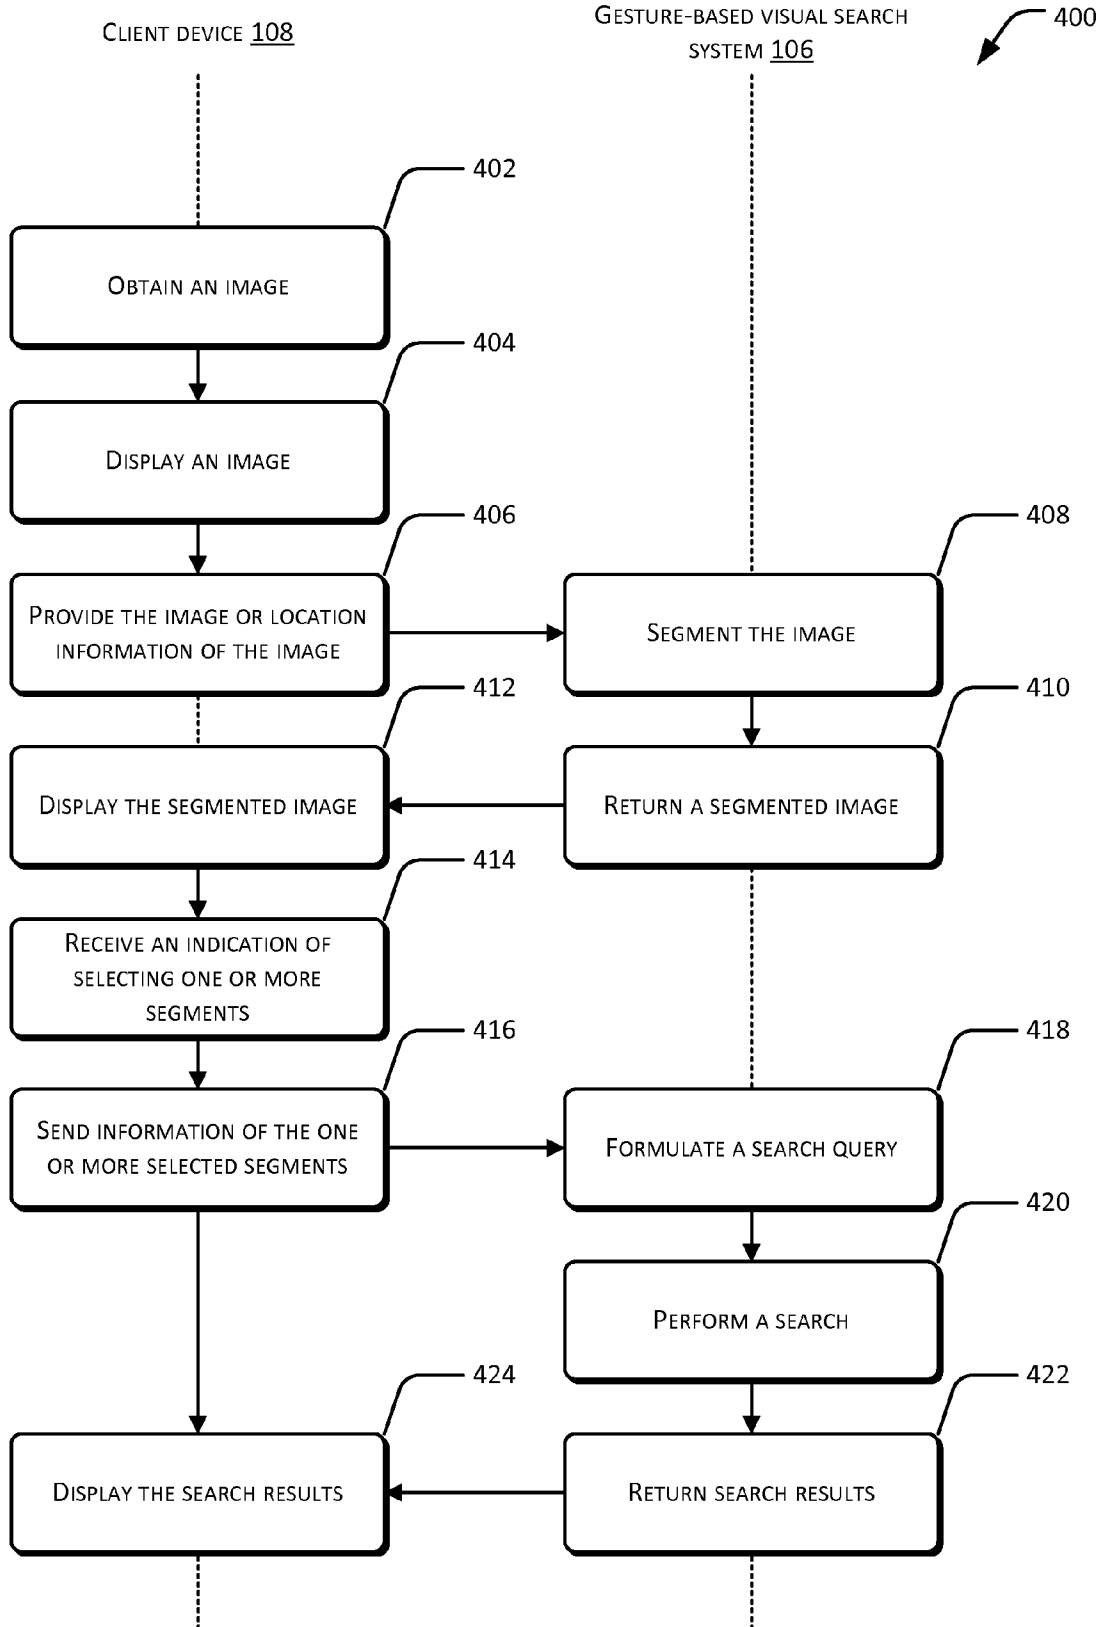 CLIENT DEVICE 108
GESTURE-BASED VISUAL SEARCH
SYSTEM 106
400
402
OBTAIN AN IMAGE
404
DISPLAY AN IMAGE
406
PROVIDE THE IMAGE OR LOCATION
INFORMATION OF THE IMAGE
408
SEGMENT THE IMAGE
412
DISPLAY THE SEGMENTED IMAGE
410
RETURN A SEGMENTED IMAGE
414
RECEIVE AN INDICATION OF
SELECTING ONE OR MORE
SEGMENTS
416
SEND INFORMATION OF THE ONE
OR MORE SELECTED SEGMENTS
418
FORMULATE A SEARCH QUERY
420
PERFORM A SEARCH
422
RETURN SEARCH RESULTS
424
DISPLAY THE SEARCH RESULTS